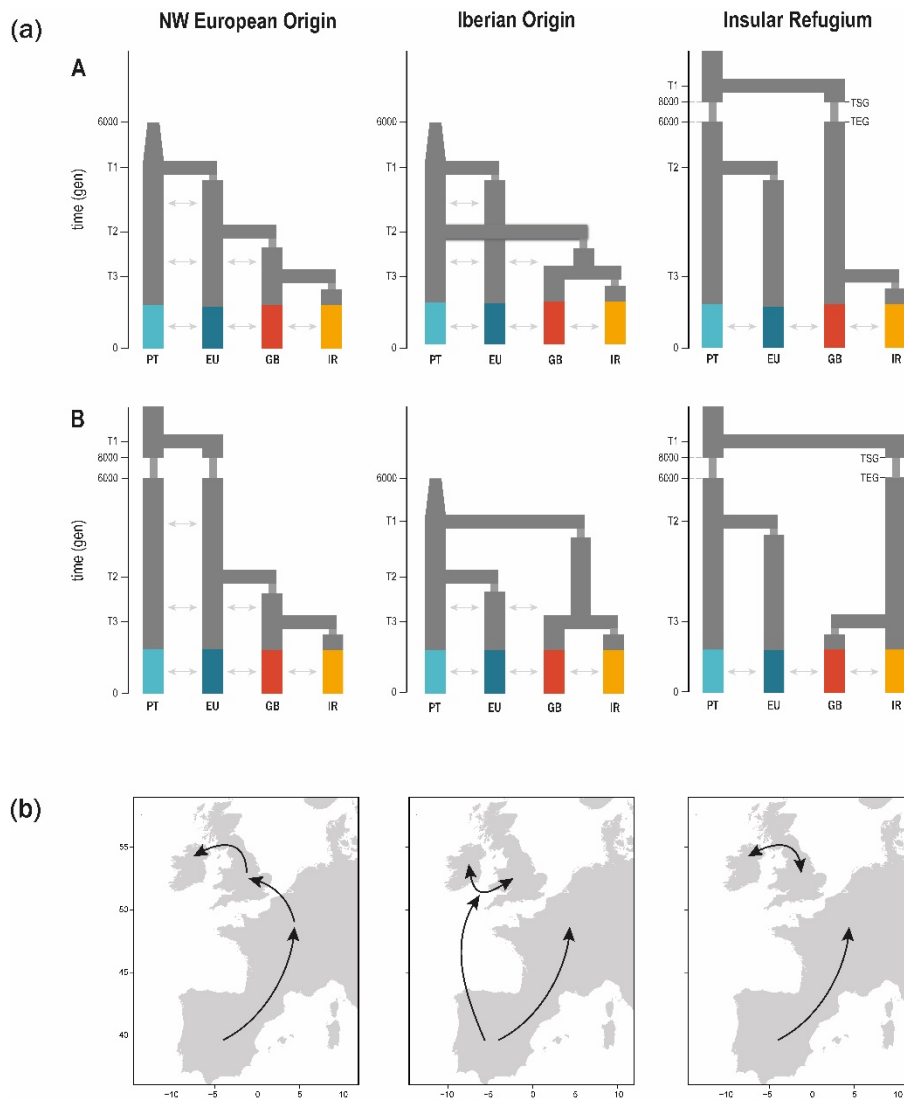 (a)
NW European Origin
Iberian Origin
Insular Refugium
A
time (gen)
6000
T1
T2
T3
0
PT EU GB IR
6000
T1
T2
T3
0
PT EU GB IR
T1
8000
6000
T2
T3
0
TSG
TEG
PT EU GB IR
B
time (gen)
T1
8000
6000
T2
T3
0
PT EU GB IR
6000
T1
T2
T3
0
PT EU GB IR
T1
8000
6000
T2
T3
0
TSG
TEG
PT EU GB IR
(b)
55
50
45
40
−10 −5 0 5 10
−10 −5 0 5 10
−10 −5 0 5 10